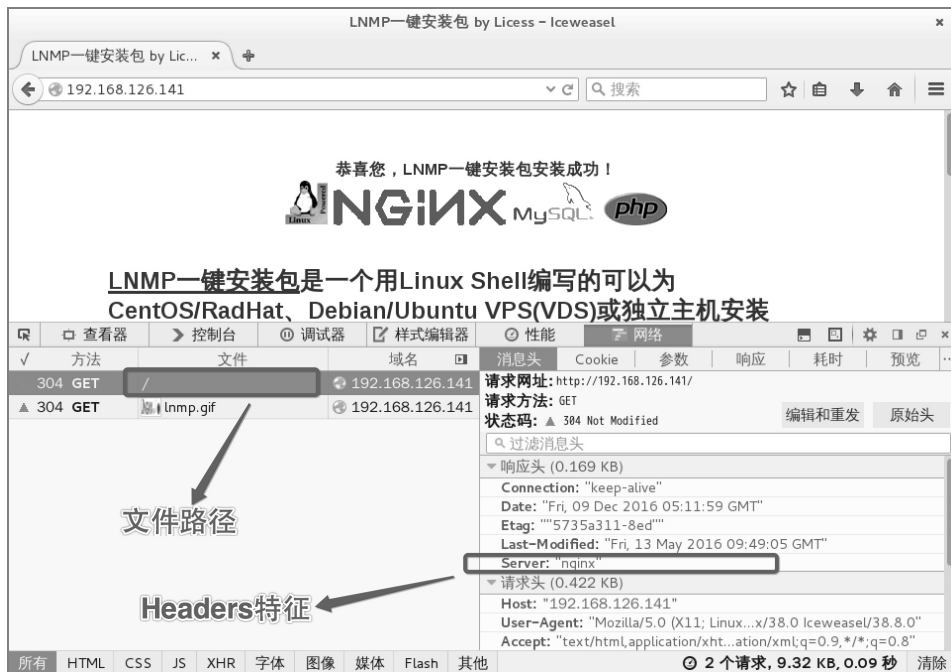 LNMP一键安装包 by Licess - Iceweasel
LNMP一键安装包 by Lic...
192.168.126.141
搜索
恭喜您，LNMP一键安装包安装成功！
Linux Powered NGiNX MySQL php
LNMP一键安装包是一个用Linux Shell编写的可以为
CentOS/RadHat、Debian/Ubuntu VPS(VDS)或独立主机安装
查看器 控制台 调试器 样式编辑器 性能 网络
√ 方法 文件 域名 消息头 Cookie 参数 响应 耗时 预览
304 GET / 192.168.126.141
304 GET lnmp.gif 192.168.126.141
请求网址: http://192.168.126.141/
请求方法: GET
状态码: 304 Not Modified
编辑和重发 原始头
过滤消息头
响应头 (0.169 KB)
Connection: "keep-alive"
Date: "Fri, 09 Dec 2016 05:11:59 GMT"
Etag: ""5735a311-8ed""
Last-Modified: "Fri, 13 May 2016 09:49:05 GMT"
Server: "nginx"
请求头 (0.422 KB)
Host: "192.168.126.141"
User-Agent: "Mozilla/5.0 (X11; Linux...x/38.0 Iceweasel/38.8.0"
Accept: "text/html,application/xht...ation/xml;q=0.9,*/*;q=0.8"
文件路径
Headers特征
所有 HTML CSS JS XHR 字体 图像 媒体 Flash 其他 2 个请求, 9.32 KB, 0.09 秒 清除